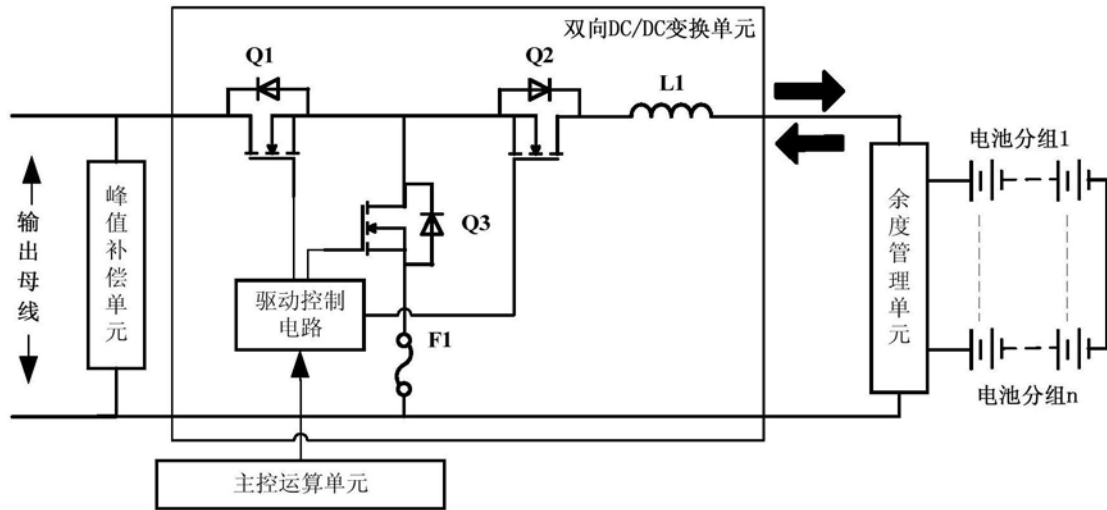 双向DC/DC变换单元
Q1
Q2
L1
电池分组1
峰值补偿单元
输出母线
Q3
余度管理单元
驱动控制
电路
F1
电池分组n
主控运算单元